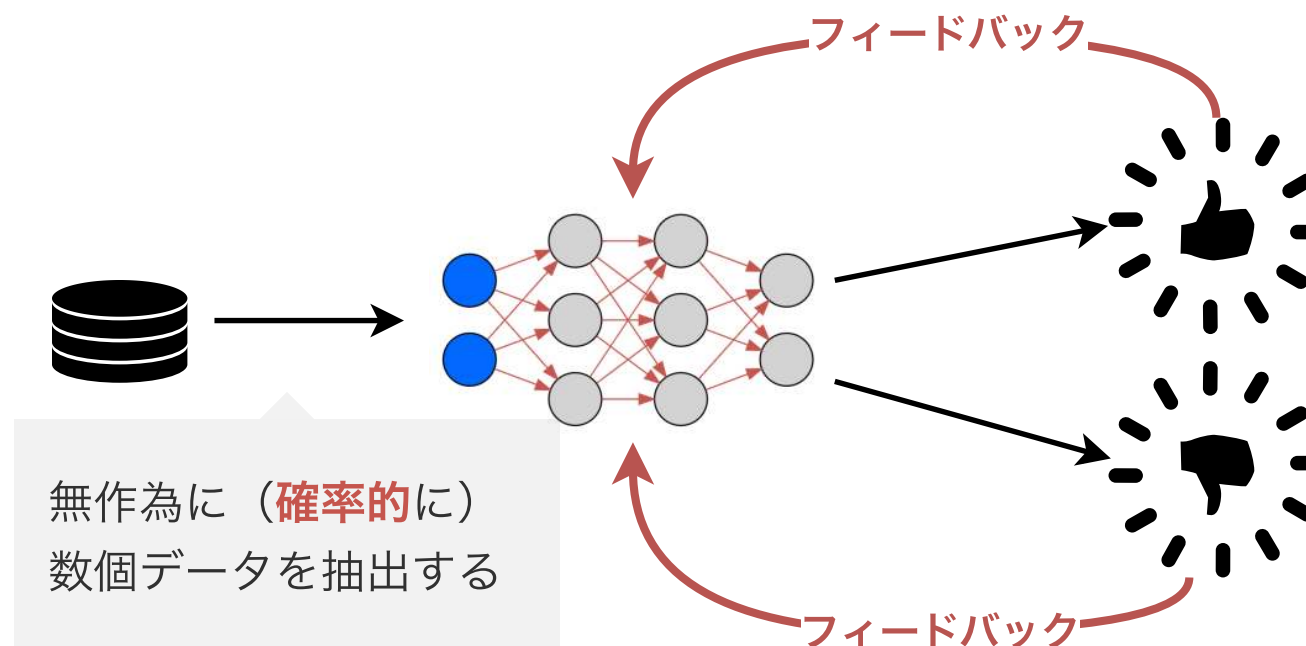 フィードバック
無作為に（確率的に）
数個データを抽出する
フィードバック